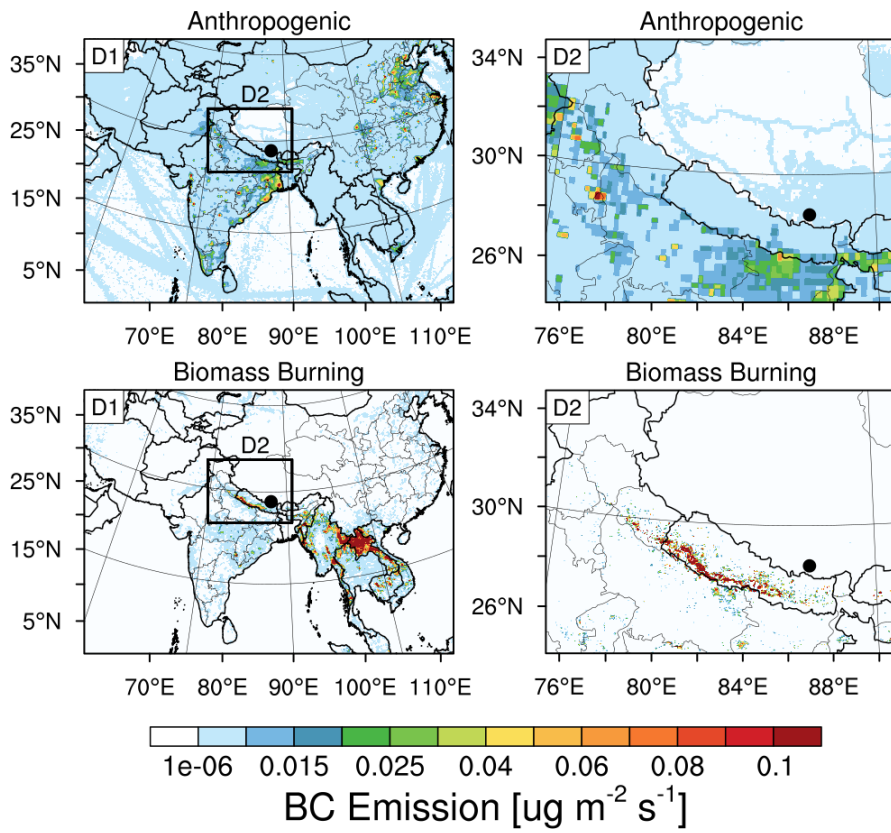 Anthropogenic Anthropogenic
35°N D1 D2 34°N D2
25°N 30°N
15°N 26°N
5°N
70°E 80°E 90°E 100°E 110°E 76°E 80°E 84°E 88°E
Biomass Burning Biomass Burning
35°N D1 D2 34°N D2
25°N 30°N
15°N 26°N
5°N
70°E 80°E 90°E 100°E 110°E 76°E 80°E 84°E 88°E
1e-06 0.015 0.025 0.04 0.06 0.08 0.1
BC Emission [ug m⁻² s⁻¹]